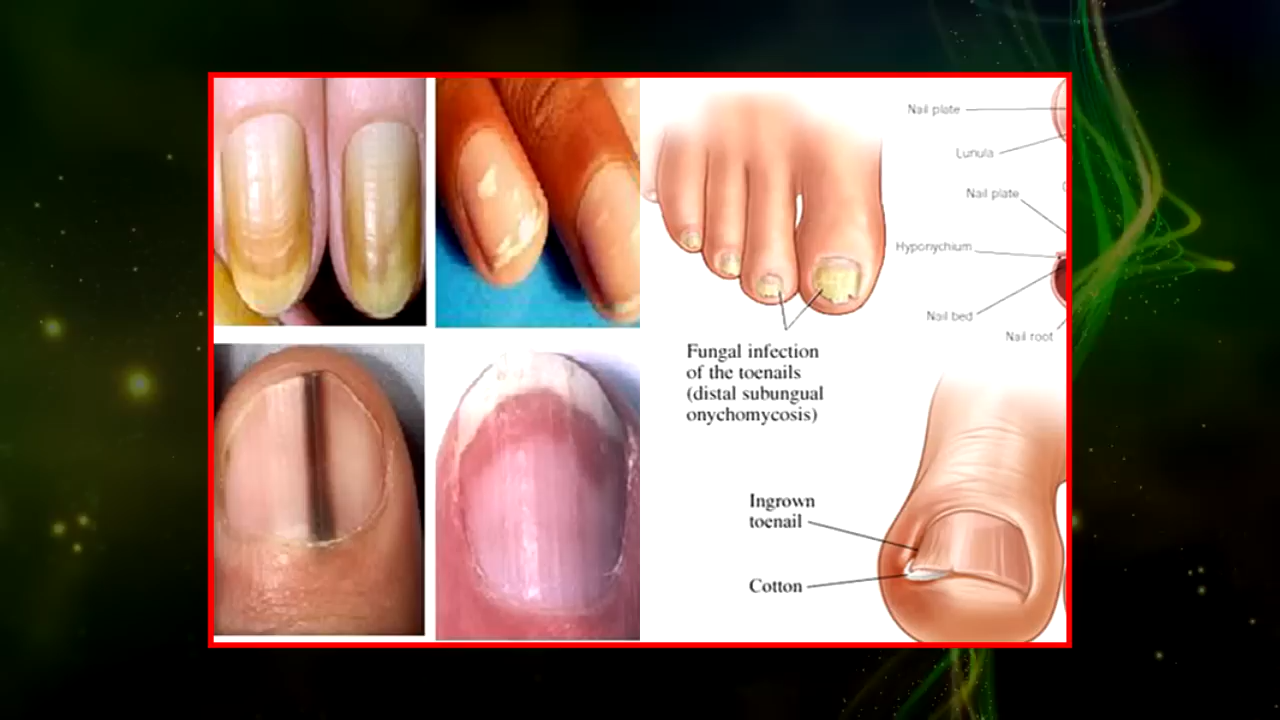 Nail plate
Lunula
Nail plate
Hyponychium
Nail bed
Nail root
Fungal infection
of the toenails
(distal subungual
onychomycosis)
Ingrown
toenail
Cotton